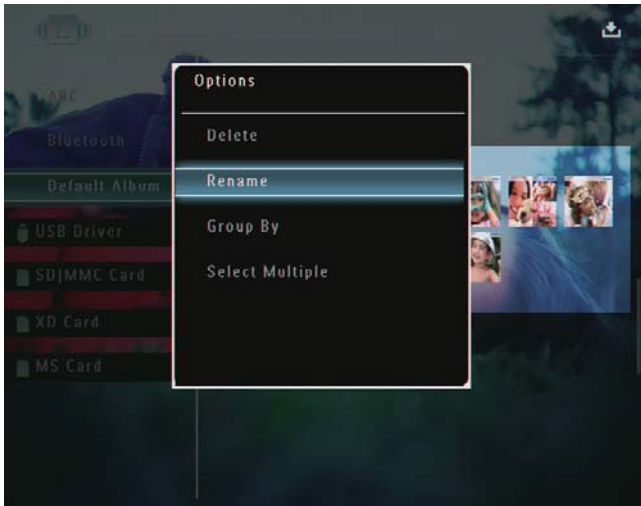 ABC
Bluetooth
Default Album
USB Driver
SD|MMC Card
XD Card
MS Card
Options
Delete
Rename
Group By
Select Multiple